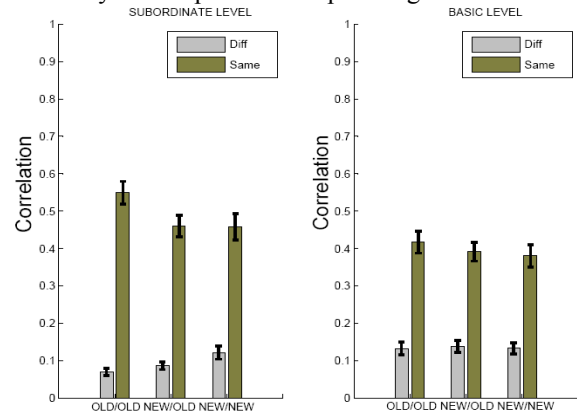 SUBORDINATE LEVEL
Diff
Same
Correlation
1
0.9
0.8
0.7
0.6
0.5
0.4
0.3
0.2
0.1
0
OLD/OLD NEW/OLD NEW/NEW
BASIC LEVEL
Diff
Same
Correlation
1
0.9
0.8
0.7
0.6
0.5
0.4
0.3
0.2
0.1
0
OLD/OLD NEW/OLD NEW/NEW